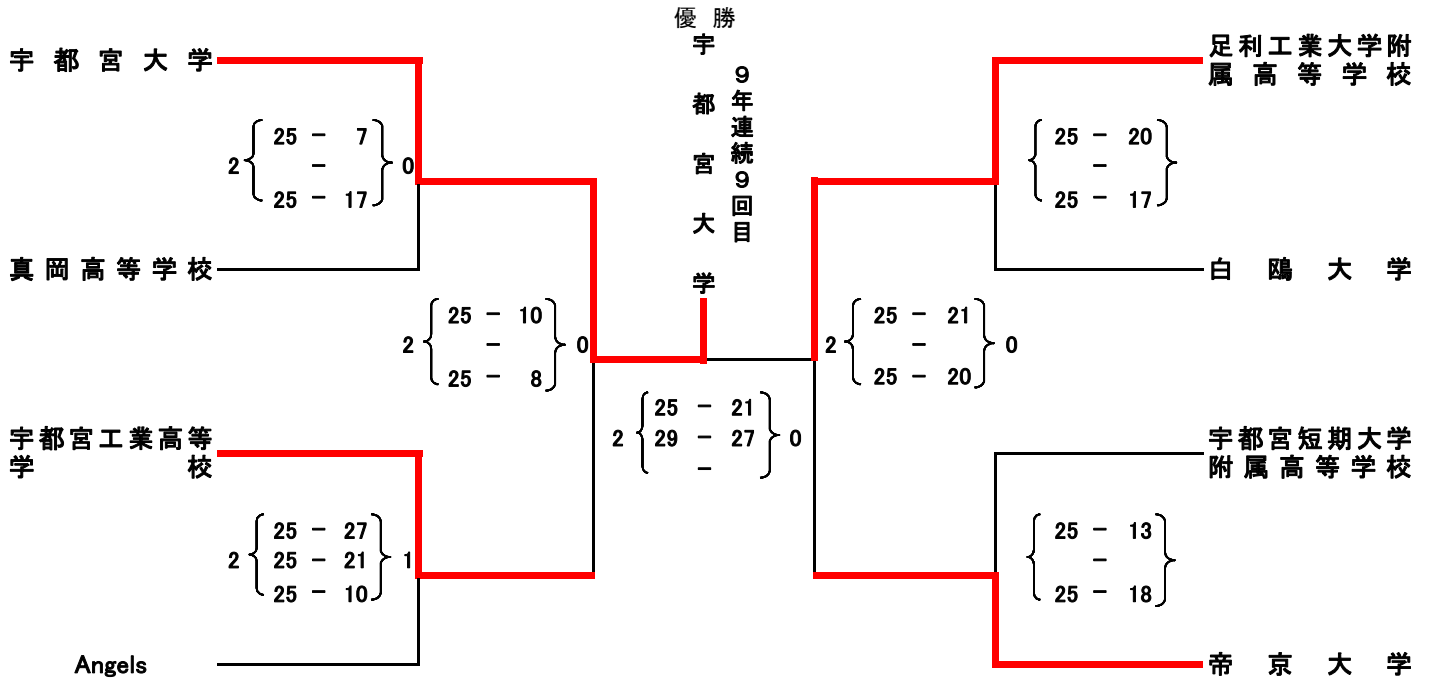 優勝
宇都宮大学
9年連続9回目
宇都宮大学
2 25 - 7 0
-
25 - 17
真岡高等学校
2 25 - 10 0
-
25 - 8
宇都宮工業高等
学校
2 25 - 27 1
25 - 21
25 - 10
Angels
2 25 - 21 0
29 - 27
-
足利工業大学附
属高等学校
25 - 20
-
25 - 17
白鴎大学
2 25 - 21 0
-
25 - 20
宇都宮短期大学
附属高等学校
25 - 13
-
25 - 18
帝京大学